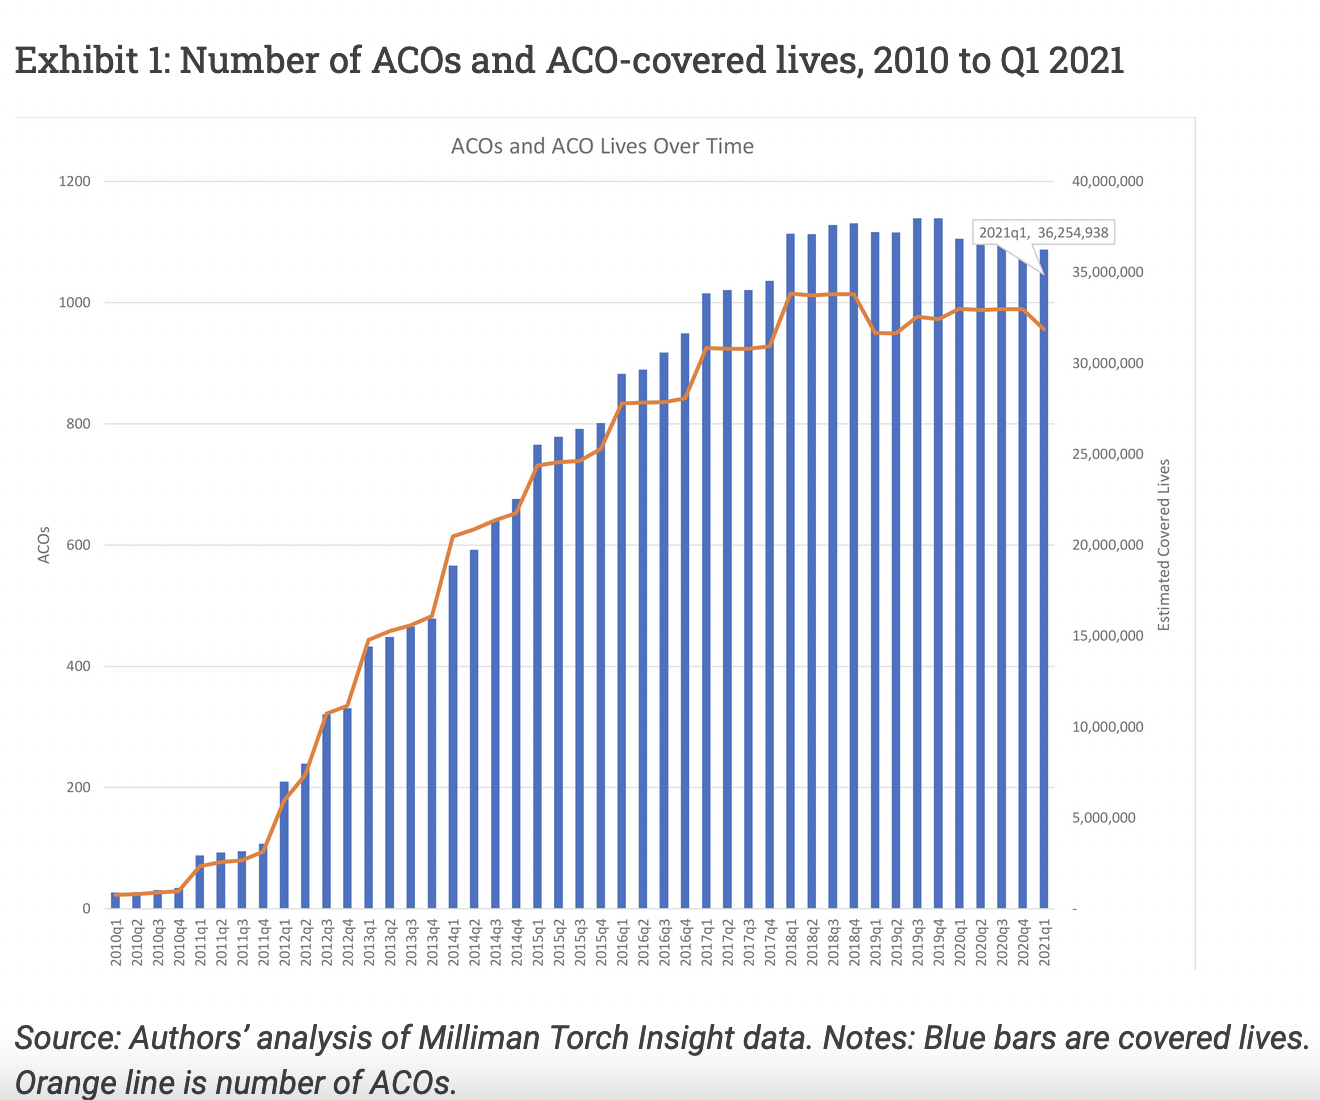 Exhibit 1: Number of ACOs and ACO-covered lives, 2010 to Q1 2021
ACOs and ACO Lives Over Time
1200
1000
800
600
400
200
0
ACOs
40,000,000
35,000,000
30,000,000
25,000,000
20,000,000
15,000,000
10,000,000
5,000,000
-
Estimated Covered Lives
2021q1, 36,254,938
2010q1
2010q2
2010q3
2010q4
2011q1
2011q2
2011q3
2011q4
2012q1
2012q2
2012q3
2012q4
2013q1
2013q2
2013q3
2013q4
2014q1
2014q2
2014q3
2014q4
2015q1
2015q2
2015q3
2015q4
2016q1
2016q2
2016q3
2016q4
2017q1
2017q2
2017q3
2017q4
2018q1
2018q2
2018q3
2018q4
2019q1
2019q2
2019q3
2019q4
2020q1
2020q2
2020q3
2020q4
2021q1
Source: Authors’ analysis of Milliman Torch Insight data. Notes: Blue bars are covered lives.
Orange line is number of ACOs.